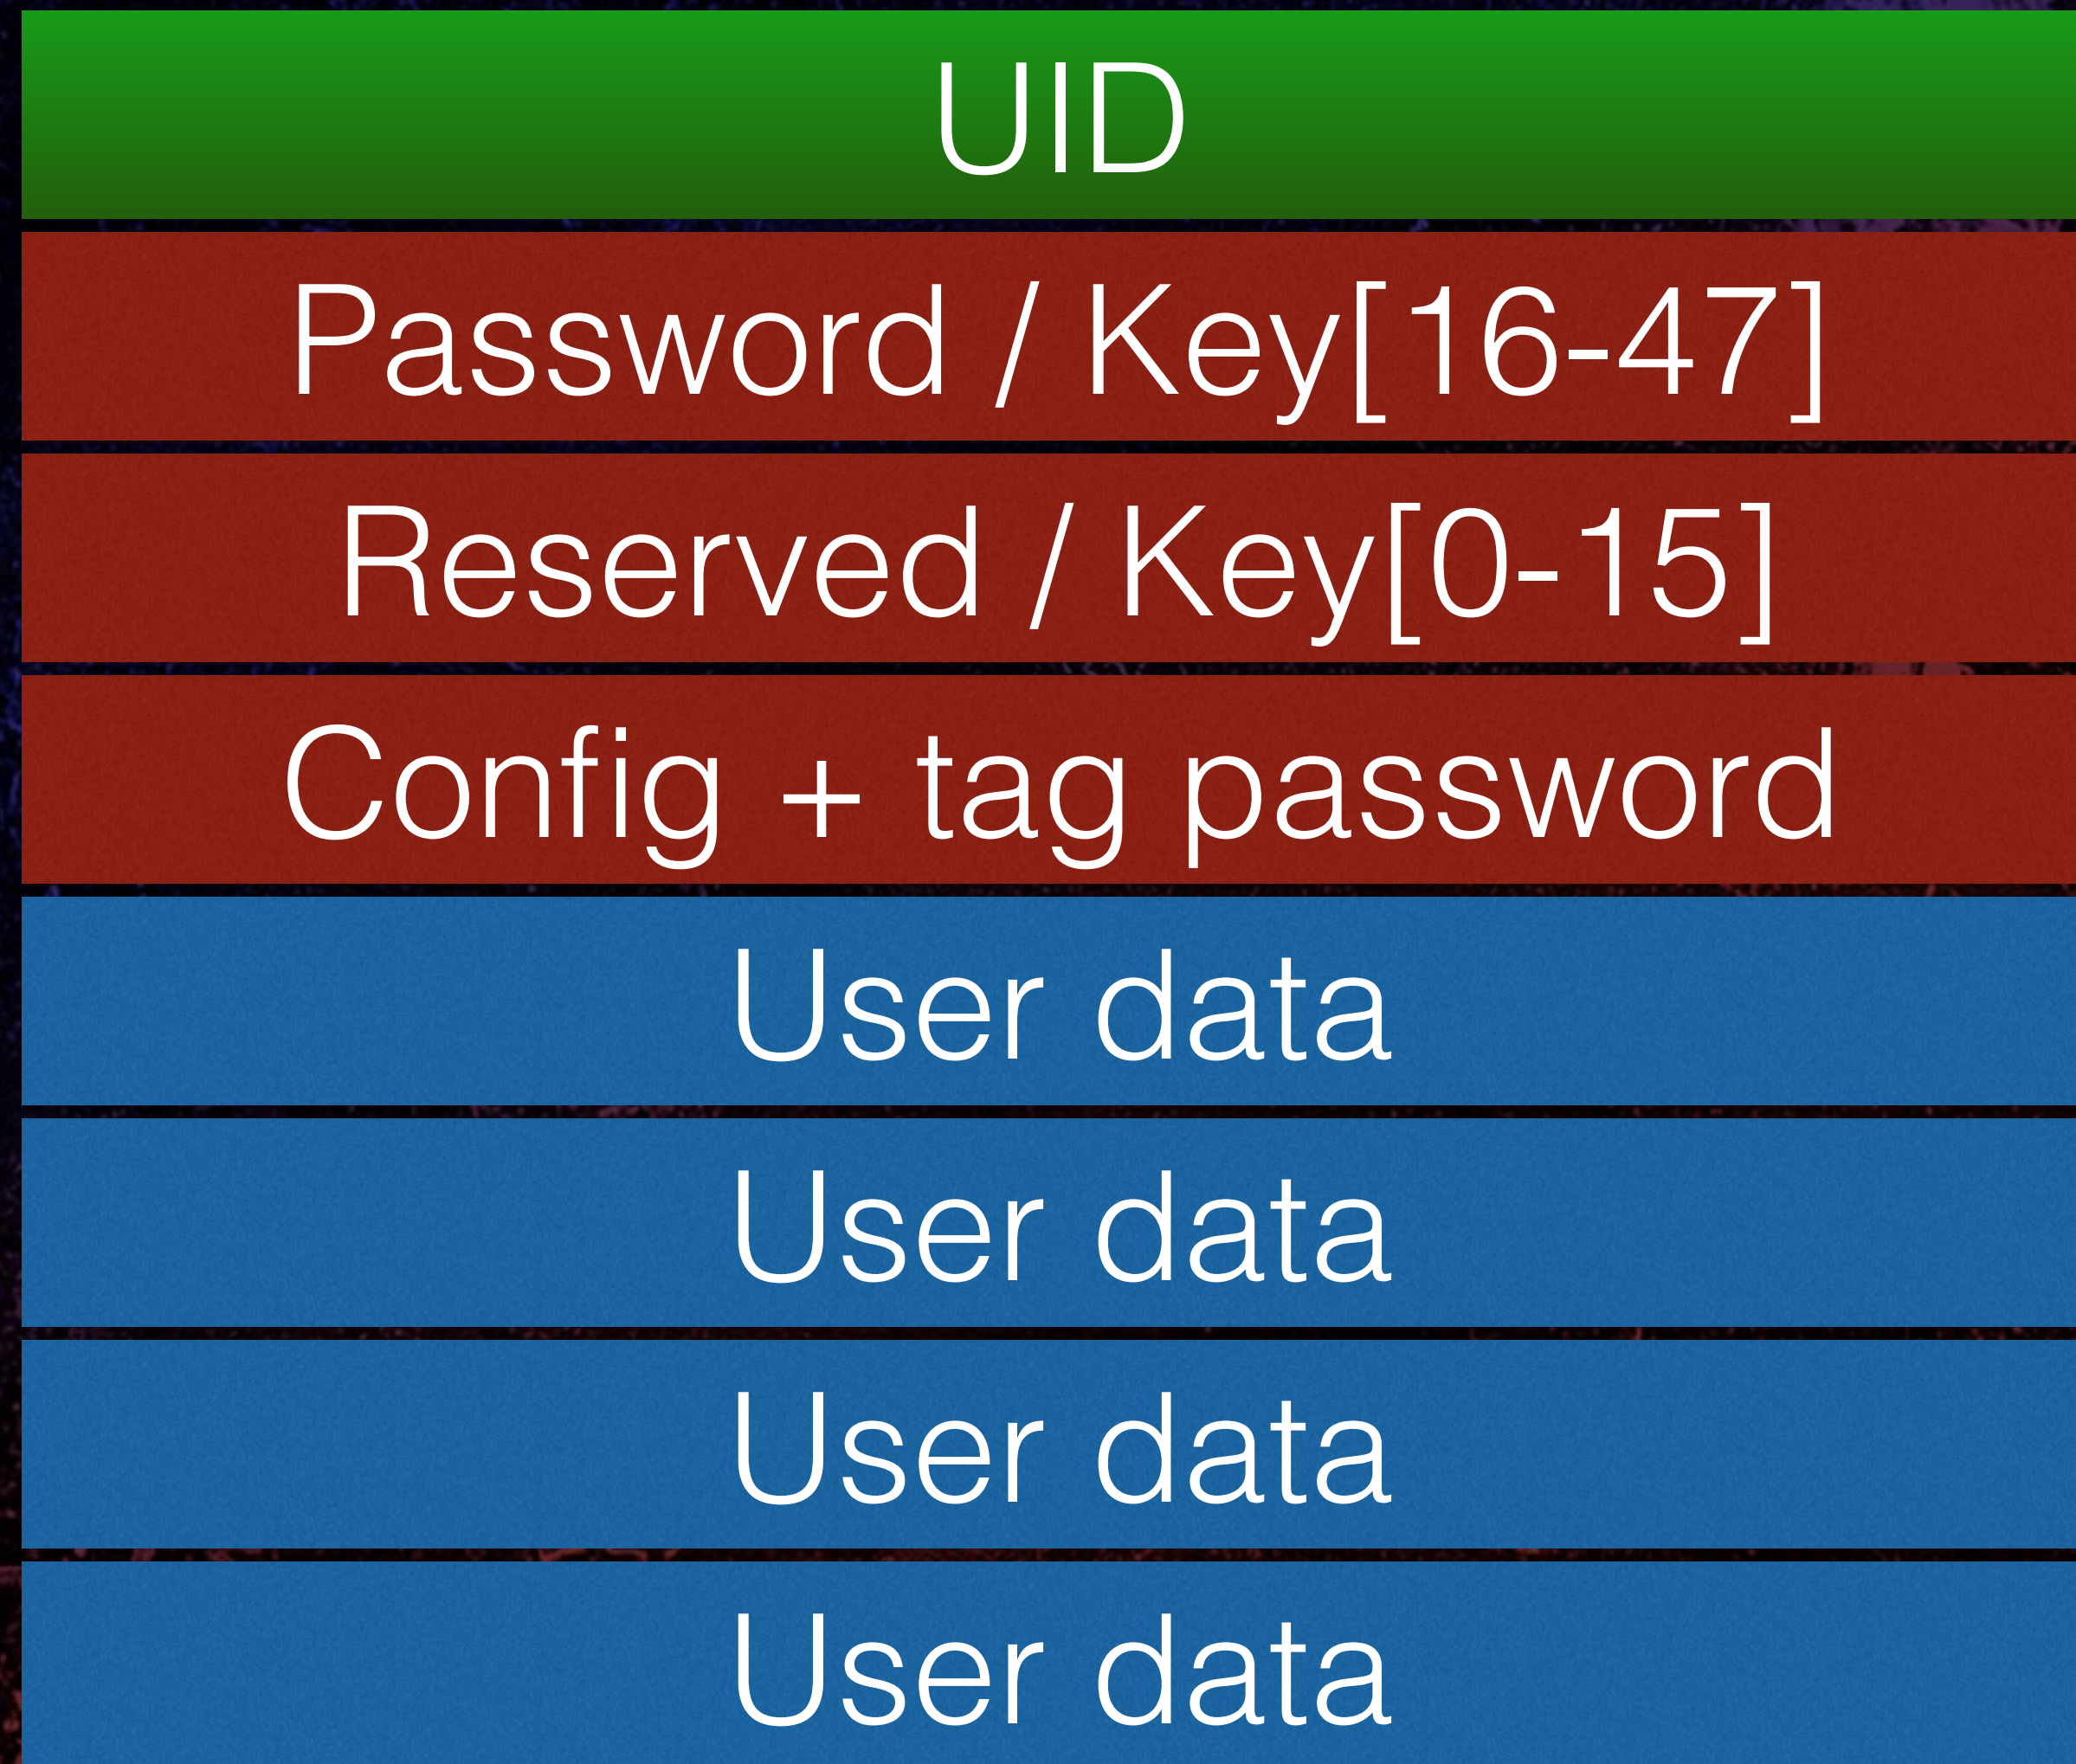 UID
Password / Key[16-47]
Reserved / Key[0-15]
Config + tag password
User data
User data
User data
User data